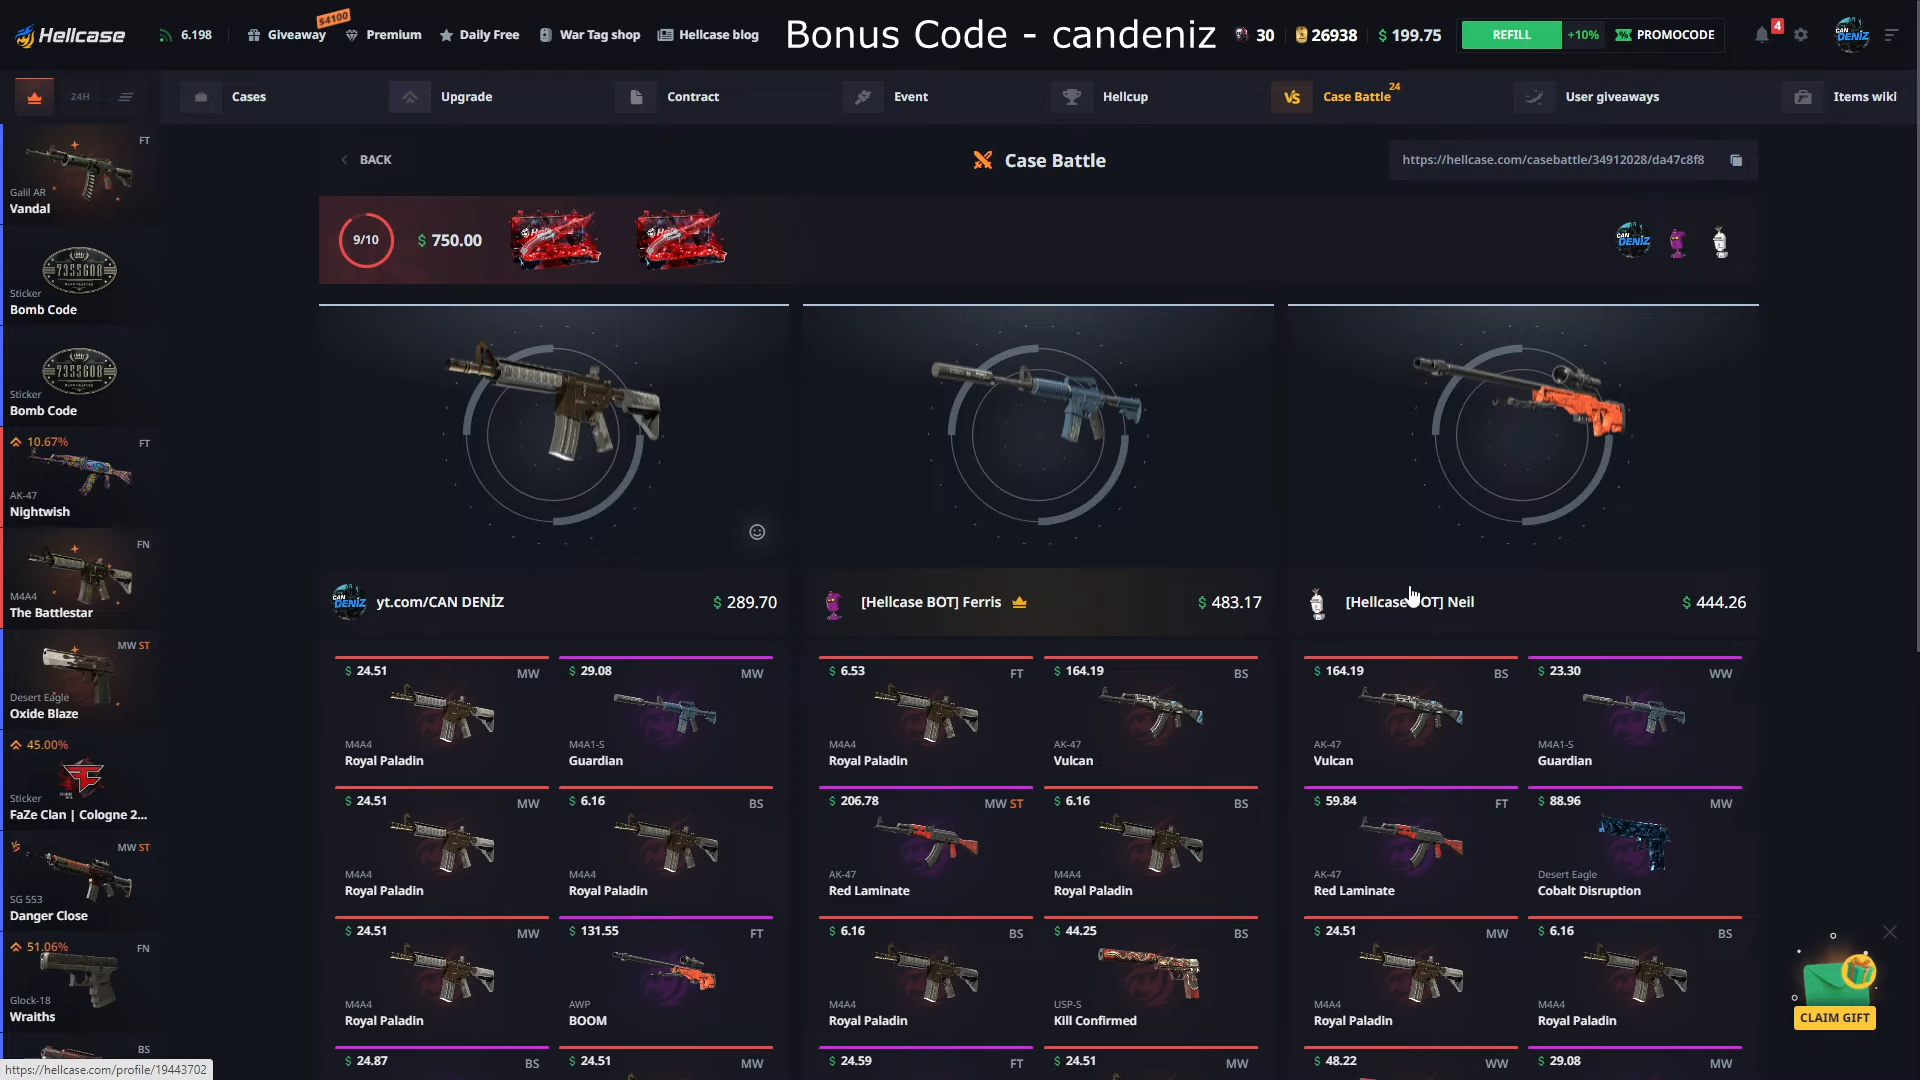 Hellcase
6.198
Giveaway
$4100
Premium
Daily Free
War Tag shop
Hellcase blog
Bonus Code - candeniz
30
26938
$ 199.75
REFILL
+10%
PROMOCODE
4
24H
Cases
Upgrade
Contract
Event
Hellcup
VS
Case Battle
24
User giveaways
Items wiki
BACK
Case Battle
https://hellcase.com/casebattle/34912028/da47c8f8
9/10
$ 750.00
FT
Galil AR
Vandal
Sticker
Bomb Code
Sticker
Bomb Code
10.67%
FT
AK-47
Nightwish
FN
M4A4
The Battlestar
MW ST
Desert Eagle
Oxide Blaze
45.00%
Sticker
FaZe Clan | Cologne 2...
MW ST
SG 553
Danger Close
51.06%
FN
Glock-18
Wraiths
BS
CAN DENİZ
yt.com/CAN DENİZ
$ 289.70
[Hellcase BOT] Ferris
$ 483.17
[Hellcase BOT] Neil
$ 444.26
$ 24.51 MW
M4A4
Royal Paladin
$ 29.08 MW
M4A1-S
Guardian
$ 6.53 FT
M4A4
Royal Paladin
$ 164.19 BS
AK-47
Vulcan
$ 164.19 BS
AK-47
Vulcan
$ 23.30 WW
M4A1-S
Guardian
$ 24.51 MW
M4A4
Royal Paladin
$ 6.16 BS
M4A4
Royal Paladin
$ 206.78 MW ST
AK-47
Red Laminate
$ 6.16 BS
M4A4
Royal Paladin
$ 59.84 FT
AK-47
Red Laminate
$ 88.96 MW
Desert Eagle
Cobalt Disruption
$ 24.51 MW
M4A4
Royal Paladin
$ 131.55 FT
AWP
BOOM
$ 6.16 BS
M4A4
Royal Paladin
$ 44.25 BS
USP-S
Kill Confirmed
$ 24.51 MW
M4A4
Royal Paladin
$ 6.16 BS
M4A4
Royal Paladin
$ 24.87 BS
$ 24.51 MW
$ 24.59 FT
$ 24.51 MW
$ 48.22 WW
$ 29.08 MW
CLAIM GIFT
https://hellcase.com/profile/19443702